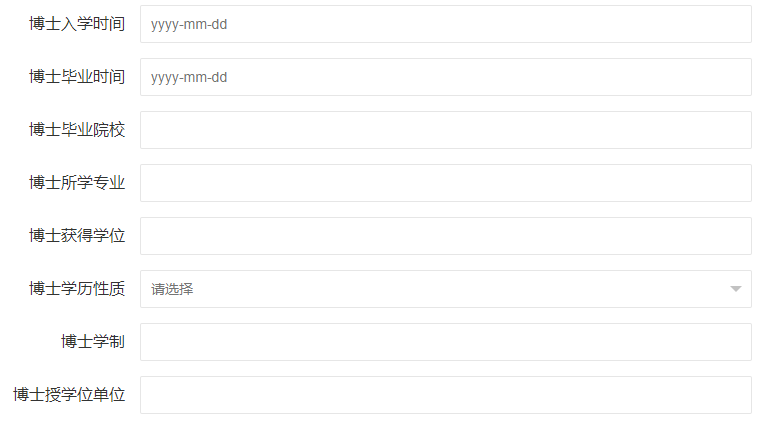 博士入学时间 yyyy-mm-dd
博士毕业时间 yyyy-mm-dd
博士毕业院校
博士所学专业
博士获得学位
博士学历性质 请选择
博士学制
博士授学位单位